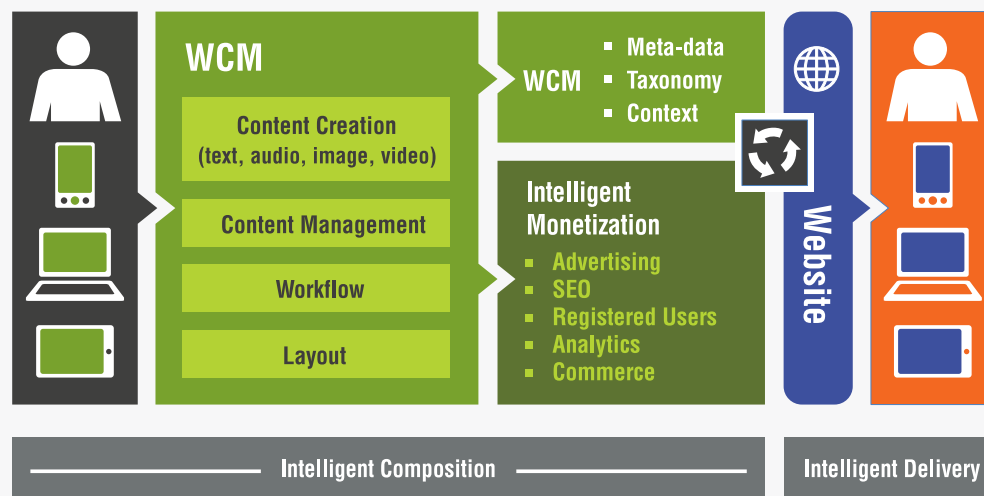 WCM
Content Creation
(text, audio, image, video)
Content Management
Workflow
Layout
WCM
Meta-data
Taxonomy
Context
Intelligent
Monetization
Advertising
SEO
Registered Users
Analytics
Commerce
Website
Intelligent Composition
Intelligent Delivery